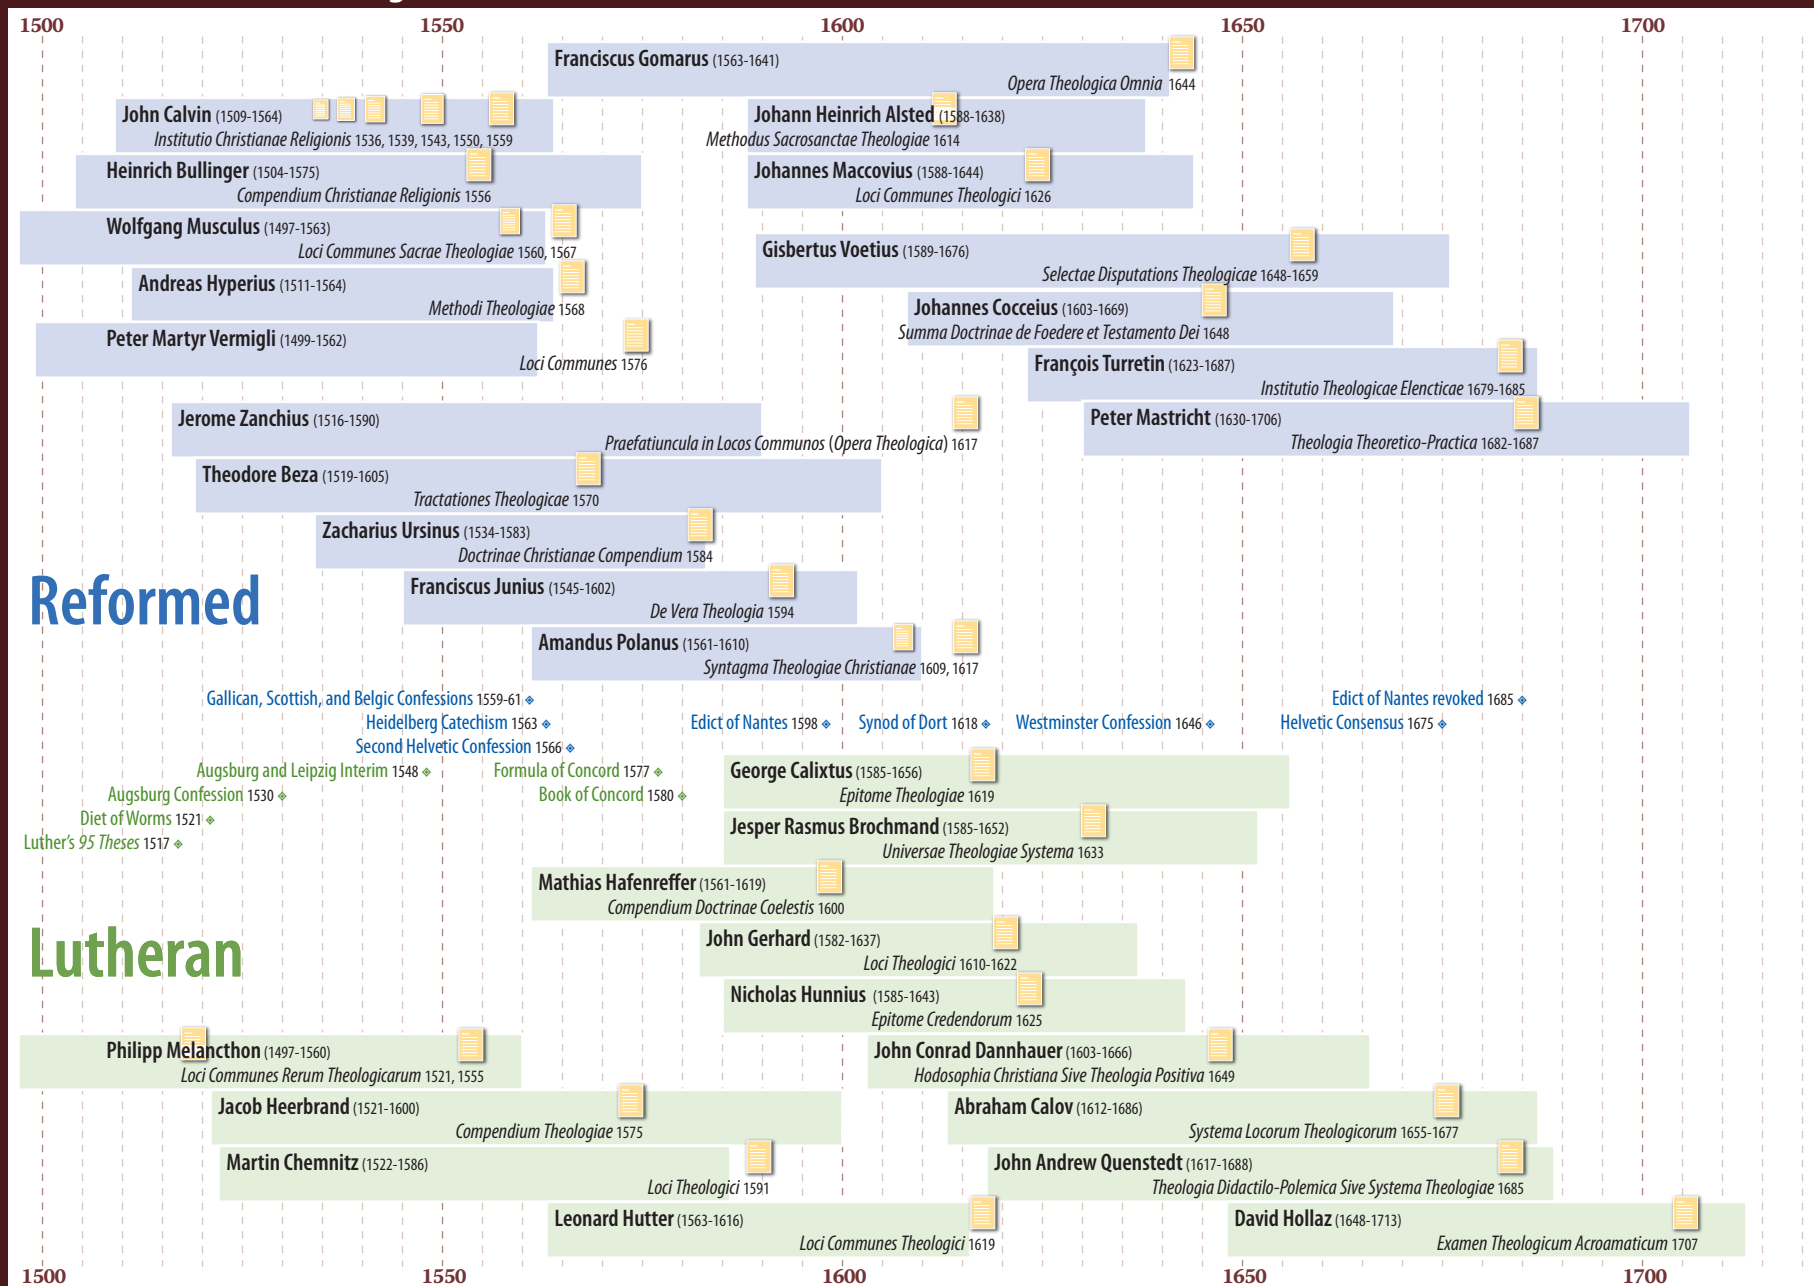 1500 1550 1600 1650 1700
Franciscus Gomarus (1563-1641)
Opera Theologica Omnia 1644
John Calvin (1509-1564)
Institutio Christianae Religionis 1536, 1539, 1543, 1550, 1559
Johann Heinrich Alsted (1588-1638)
Methodus Sacrosanctae Theologiae 1614
Heinrich Bullinger (1504-1575)
Compendium Christianae Religionis 1556
Johannes Maccovius (1588-1644)
Loci Communes Theologici 1626
Wolfgang Musculus (1497-1563)
Loci Communes Sacrae Theologiae 1560, 1567
Gisbertus Voetius (1589-1676)
Selectae Disputations Theologicae 1648-1659
Andreas Hyperius (1511-1564)
Methodi Theologiae 1568
Johannes Cocceius (1603-1669)
Summa Doctrinae de Foedere et Testamento Dei 1648
Peter Martyr Vermigli (1499-1562)
Loci Communes 1576
François Turretin (1623-1687)
Institutio Theologicae Elencticae 1679-1685
Jerome Zanchius (1516-1590)
Praefatiuncula in Locos Communos (Opera Theologica) 1617
Peter Mastricht (1630-1706)
Theologia Theoretico-Practica 1682-1687
Theodore Beza (1519-1605)
Tractationes Theologicae 1570
Zacharius Ursinus (1534-1583)
Doctrinae Christianae Compendium 1584
Reformed
Franciscus Junius (1545-1602)
De Vera Theologia 1594
Amandus Polanus (1561-1610)
Syntagma Theologiae Christianae 1609, 1617
Gallican, Scottish, and Belgic Confessions 1559-61
Edict of Nantes revoked 1685
Heidelberg Catechism 1563
Edict of Nantes 1598
Synod of Dort 1618
Westminster Confession 1646
Helvetic Consensus 1675
Second Helvetic Confession 1566
Augsburg and Leipzig Interim 1548
Formula of Concord 1577
Augsburg Confession 1530
Book of Concord 1580
Diet of Worms 1521
Luther's 95 Theses 1517
George Calixtus (1585-1656)
Epitome Theologiae 1619
Jesper Rasmus Brochmand (1585-1652)
Universae Theologiae Systema 1633
Mathias Hafenreffer (1561-1619)
Compendium Doctrinae Coelestis 1600
Lutheran
John Gerhard (1582-1637)
Loci Theologici 1610-1622
Nicholas Hunnius (1585-1643)
Epitome Credendorum 1625
Philipp Melancthon (1497-1560)
Loci Communes Rerum Theologicarum 1521, 1555
John Conrad Dannhauer (1603-1666)
Hodosophia Christiana Sive Theologia Positiva 1649
Jacob Heerbrand (1521-1600)
Compendium Theologiae 1575
Abraham Calov (1612-1686)
Systema Locorum Theologicorum 1655-1677
Martin Chemnitz (1522-1586)
Loci Theologici 1591
John Andrew Quenstedt (1617-1688)
Theologia Didactilo-Polemica Sive Systema Theologiae 1685
Leonard Hutter (1563-1616)
Loci Communes Theologici 1619
David Hollaz (1648-1713)
Examen Theologicum Acroamaticum 1707
1500 1550 1600 1650 1700